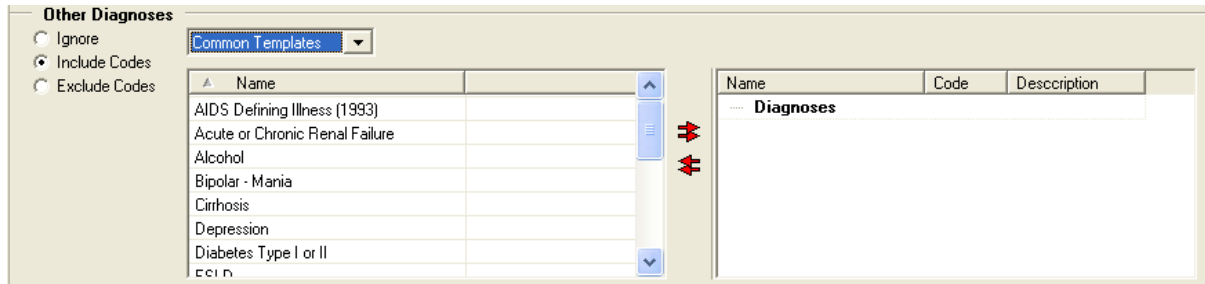 Other Diagnoses
Ignore
Include Codes
Exclude Codes
Common Templates
Name
AIDS Defining Illness (1993)
Acute or Chronic Renal Failure
Alcohol
Bipolar - Mania
Cirrhosis
Depression
Diabetes Type I or II
ESLD
Name Code Desccription
Diagnoses